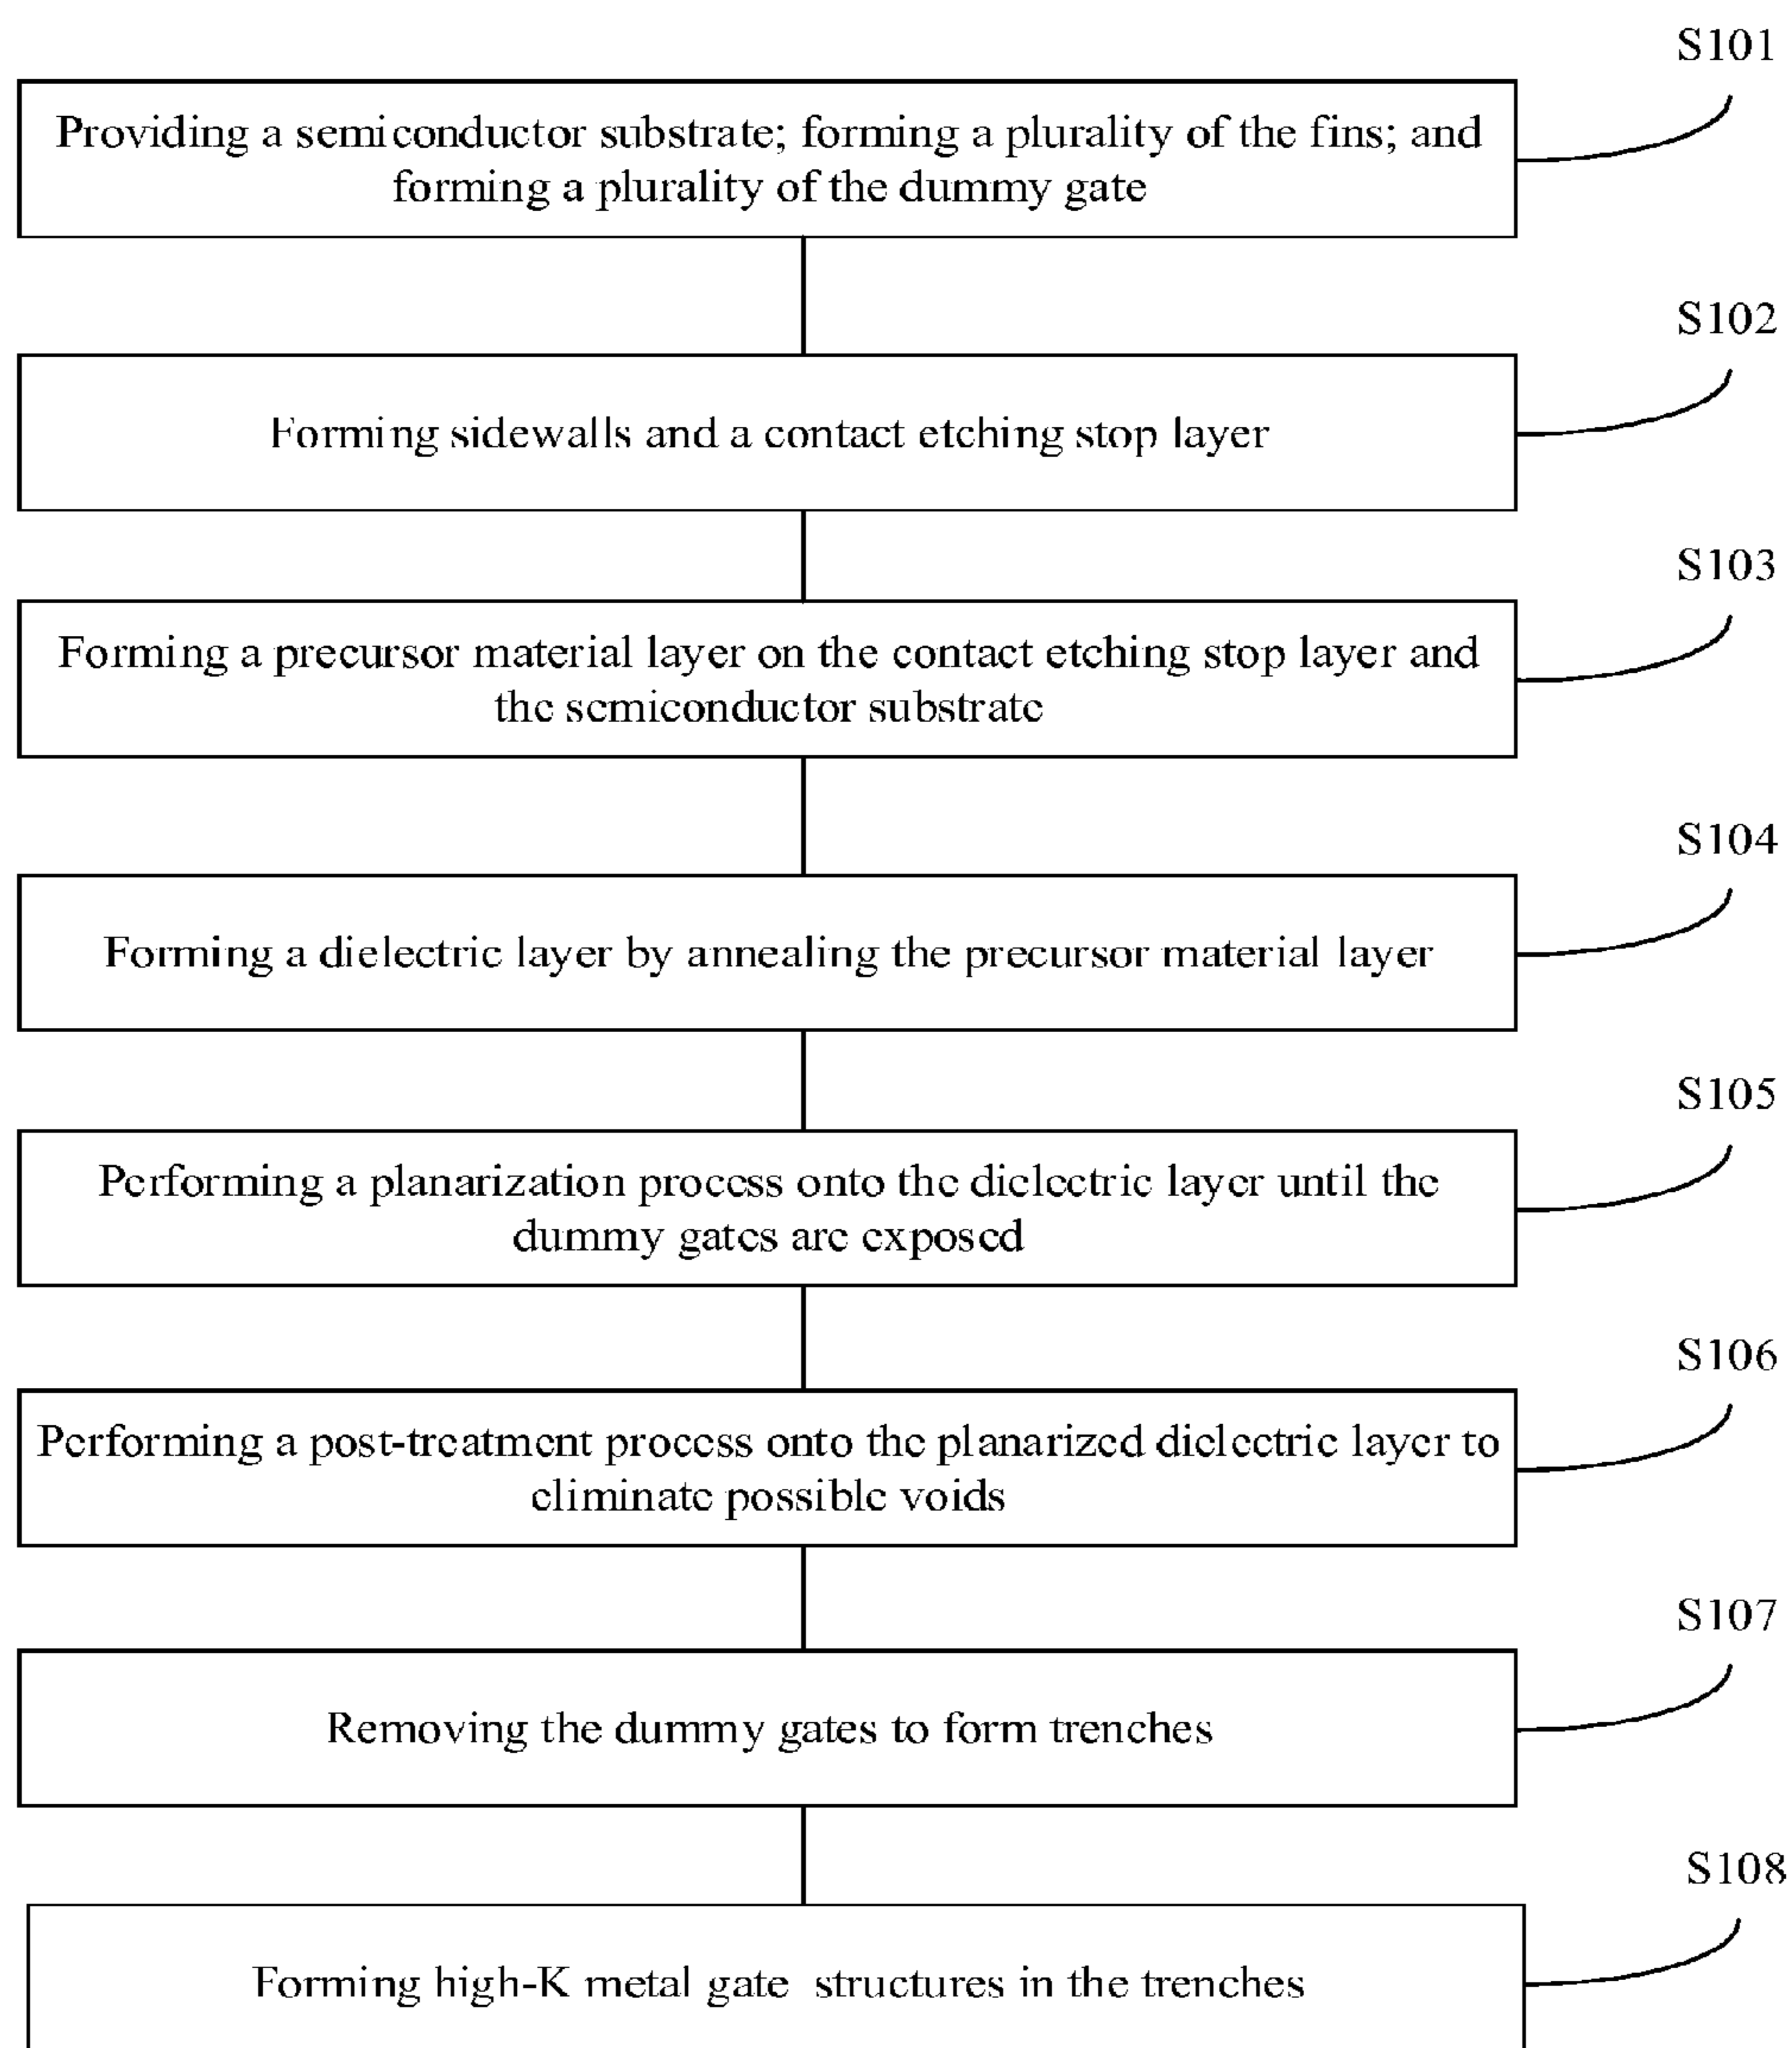 S101
Providing a semiconductor substrate; forming a plurality of the fins; and
forming a plurality of the dummy gate
S102
Forming sidewalls and a contact etching stop layer
S103
Forming a precursor material layer on the contact etching stop layer and
the semiconductor substrate
S104
Forming a dielectric layer by annealing the precursor material layer
S105
Performing a planarization process onto the dielectric layer until the
dummy gates are exposed
S106
Performing a post-treatment process onto the planarized dielectric layer to
eliminate possible voids
S107
Removing the dummy gates to form trenches
S108
Forming high-K metal gate structures in the trenches